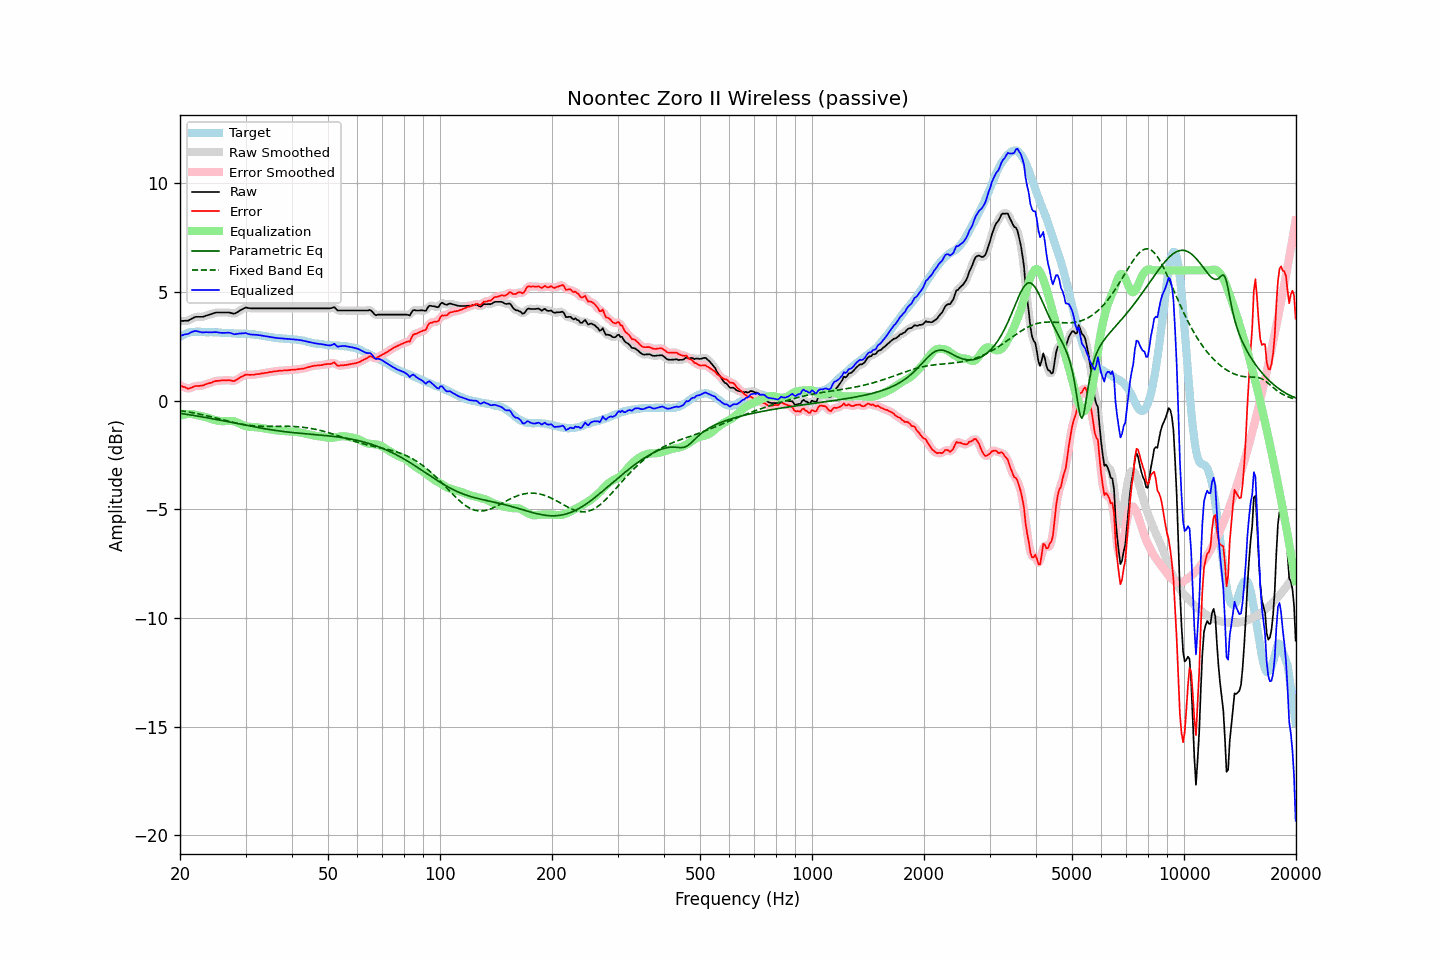 Noontec Zoro II Wireless (passive)
Target
Raw Smoothed
Error Smoothed
Raw
Error
Equalization
Parametric Eq
Fixed Band Eq
Equalized
10
5
0
−5
−10
−15
−20
Amplitude (dBr)
20 50 100 200 500 1000 2000 5000 10000 20000
Frequency (Hz)